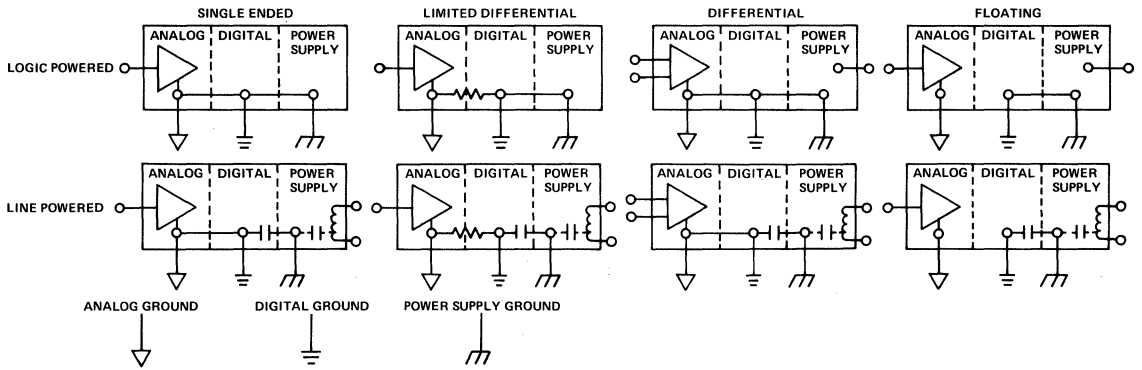 SINGLE ENDED LIMITED DIFFERENTIAL DIFFERENTIAL FLOATING
ANALOG DIGITAL POWER SUPPLY ANALOG DIGITAL POWER SUPPLY ANALOG DIGITAL POWER SUPPLY ANALOG DIGITAL POWER SUPPLY
LOGIC POWERED
ANALOG DIGITAL POWER SUPPLY ANALOG DIGITAL POWER SUPPLY ANALOG DIGITAL POWER SUPPLY ANALOG DIGITAL POWER SUPPLY
LINE POWERED
ANALOG GROUND DIGITAL GROUND POWER SUPPLY GROUND